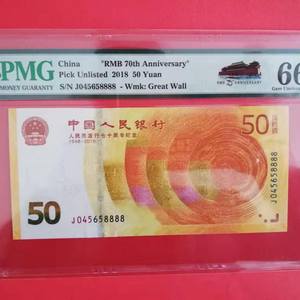 PMG
MONEY GUARANTY
China "RMB 70th Anniversary"
Pick Unlisted 2018 50 Yuan
S/N J045658888 - Wmk: Great Wall
66
Gem Uncirculated
中国人民银行
人民币发行七十周年纪念
1948-2018
50
50
J045658888